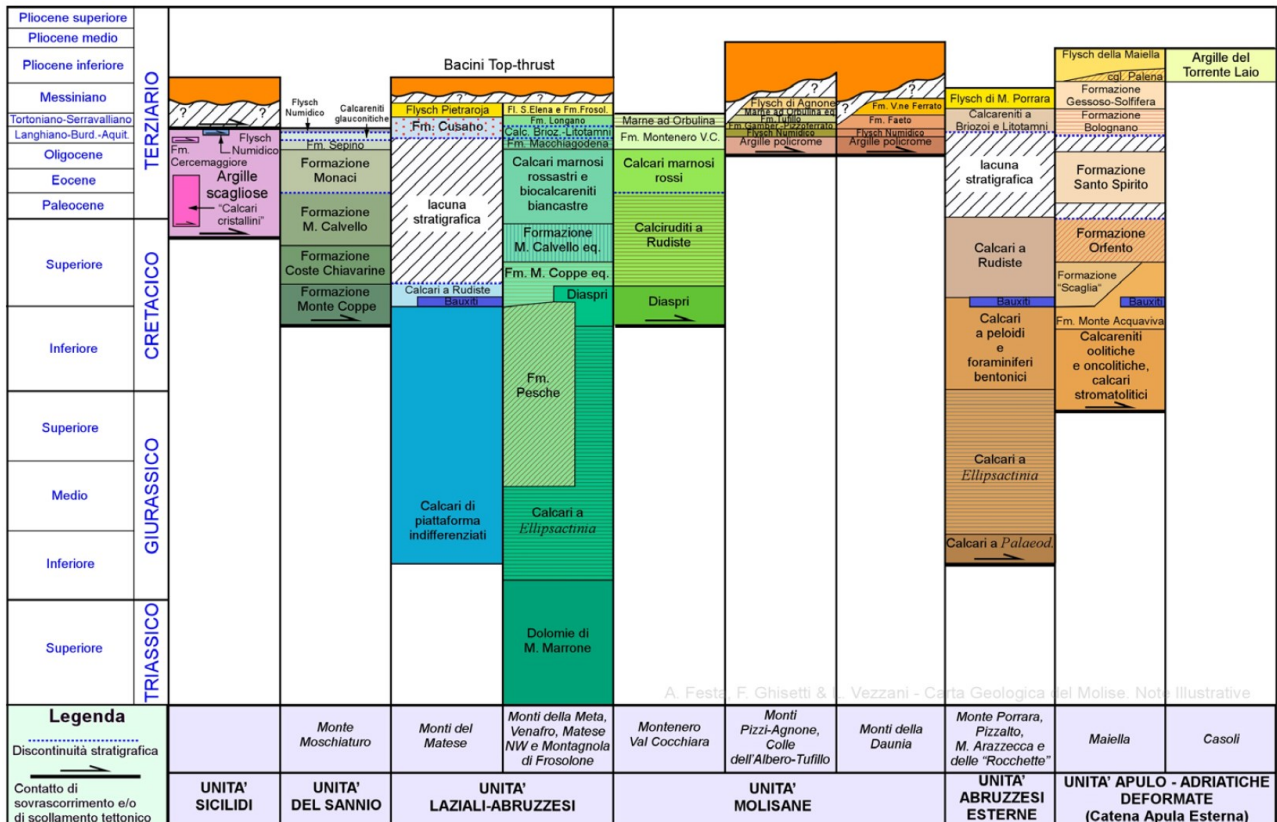 Pliocene superiore
Pliocene medio
Pliocene inferiore
Messiniano
Tortoniano-Serravalliano
Langhiano-Burd.-Aquit.
Oligocene
Eocene
Paleocene
Superiore
Inferiore
Superiore
Medio
Inferiore
Superiore
TERZIARIO
CRETACICO
GIURASSICO
TRIASSICO
?
?
Fm.
Cercemaggiore
Flysch
Numidico
Argille
scagliose
"Calcari
cristallini"
Flysch
Numidico
Calcareniti
glauconitiche
Fm. Sepino
Formazione
Monaci
Formazione
M. Calvello
Formazione
Coste Chiavarine
Formazione
Monte Coppe
Bacini Top-thrust
?
?
?
Flysch Pietraroja
Fm. Cusano
lacuna
stratigrafica
Calcari a Rudiste
Bauxiti
Calcari di
piattaforma
indifferenziati
Fl. S.Elena e Fm.Frosol.
Fm. Longano
Calc. Brioz.-Litotamni
Fm. Macchiagodena
Calcari marnosi
rossastri e
biocalcareniti
biancastre
Formazione
M. Calvello eq.
Fm. M. Coppe eq.
Diaspri
Fm.
Pesche
Calcari a
Ellipsactinia
Dolomie di
M. Marrone
Marne ad Orbulina
Fm. Montenero V.C.
Calcari marnosi
rossi
Calciruditi a
Rudiste
Diaspri
?
?
Flysch di Agnone
Marne ad Orbulina eq.
Fm. Tufillo
Fm.Gamber.-Pizzoferrato
Flysch Numidico
Argille policrome
?
?
Fm. V.ne Ferrato
Fm. Faeto
Flysch Numidico
Argille policrome
Flysch di M. Porrara
Calcareniti a
Briozoi e Litotamni
lacuna
stratigrafica
Calcari a
Rudiste
Bauxiti
Calcari
a peloidi
e
foraminiferi
bentonici
Calcari a
Ellipsactinia
Calcari a Palaeod.
Flysch della Maiella
cgl. Palena
Formazione
Gessoso-Solfifera
Formazione
Bolognano
Formazione
Santo Spirito
Formazione
Orfento
Formazione
"Scaglia"
Bauxiti
Fm. Monte Acquaviva
Calcareniti
oolitiche
e oncolitiche,
calcari
stromatolitici
Argille del
Torrente Laio
A. Festa, F. Ghisetti & L. Vezzani - Carta Geologica del Molise. Note Illustrative
Legenda
Discontinuità stratigrafica
Contatto di
sovrascorrimento e/o
di scollamento tettonico
Monte
Moschiaturo
Monti del
Matese
Monti della Meta,
Venafro, Matese
NW e Montagnola
di Frosolone
Montenero
Val Cocchiara
Monti
Pizzi-Agnone,
Colle
dell'Albero-Tufillo
Monti della
Daunia
Monte Porrara,
Pizzalto,
M. Arazzecca e
delle "Rocchette"
Maiella
Casoli
UNITA'
SICILIDI
UNITA'
DEL SANNIO
UNITA'
LAZIALI-ABRUZZESI
UNITA'
MOLISANE
UNITA'
ABRUZZESI
ESTERNE
UNITA' APULO - ADRIATICHE
DEFORMATE
(Catena Apula Esterna)